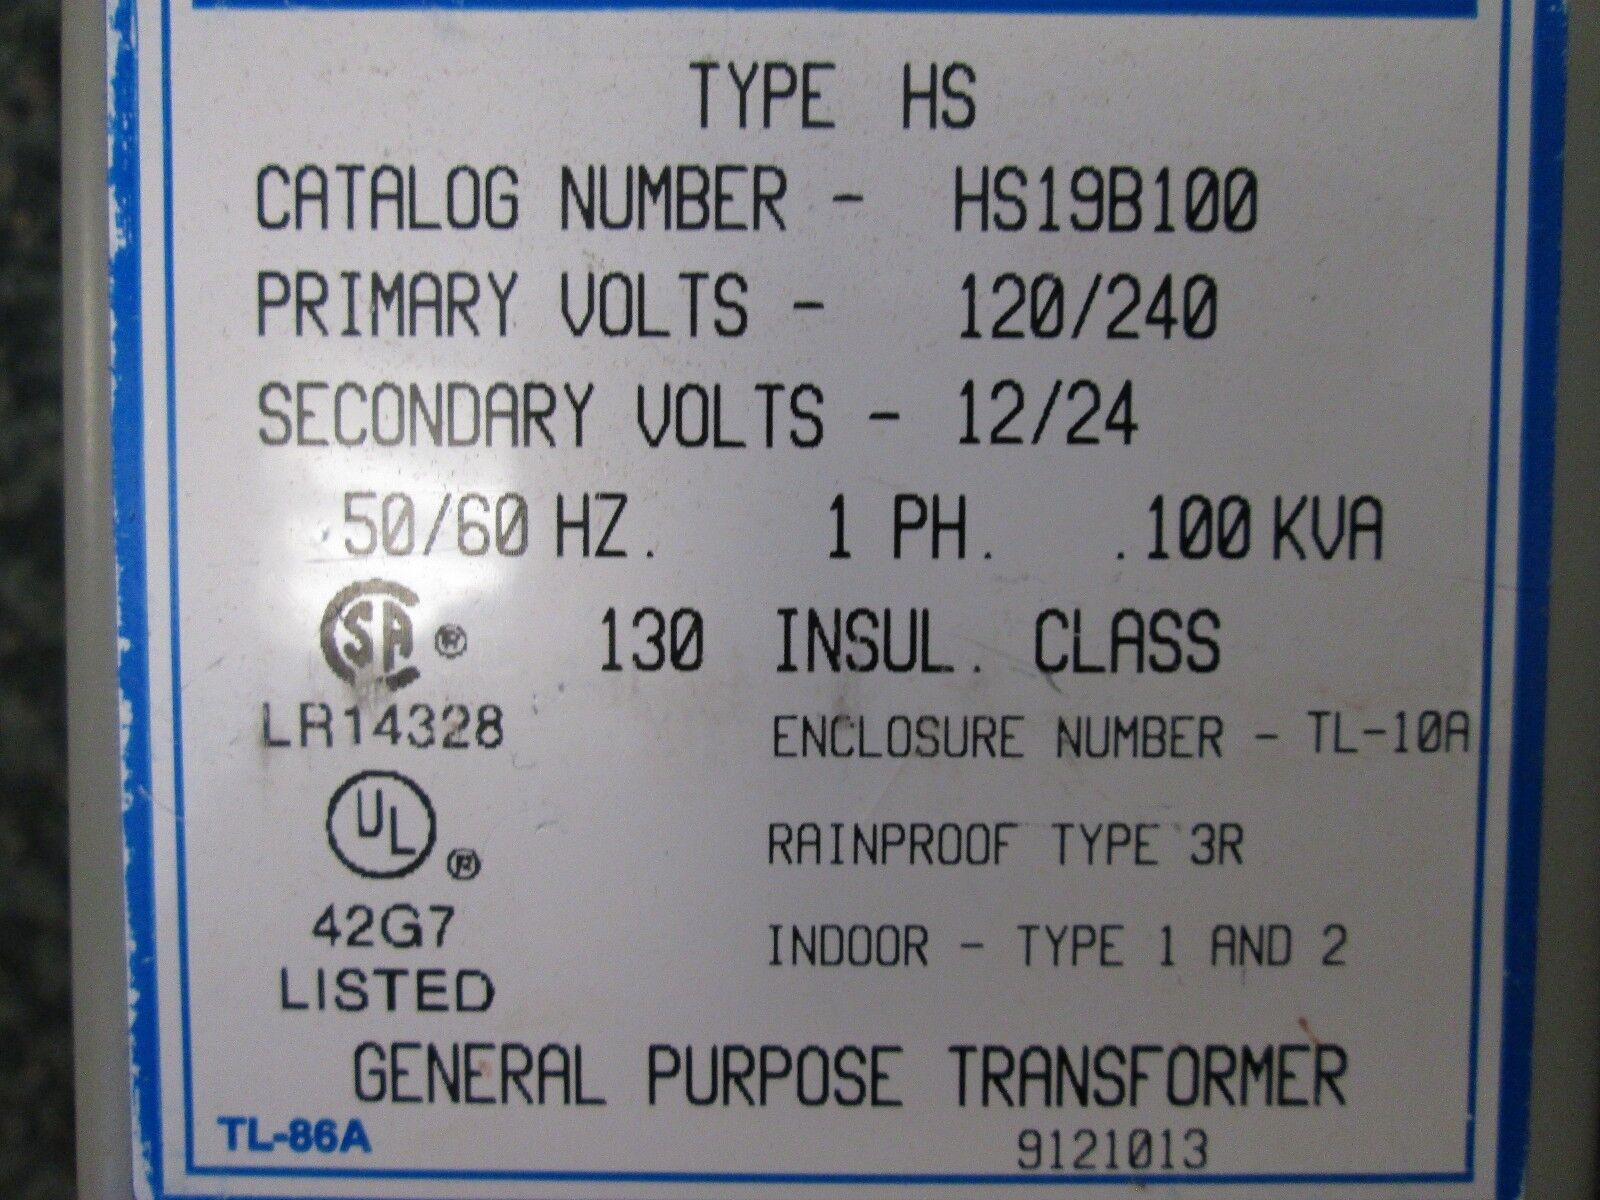 TYPE HS
CATALOG NUMBER - HS19B100
PRIMARY VOLTS - 120/240
SECONDARY VOLTS - 12/24
50/60 HZ. 1 PH. .100 KVA
SA ® 130 INSUL. CLASS
LR14328
ENCLOSURE NUMBER - TL-10A
UL ®
RAINPROOF TYPE 3R
42G7
LISTED
INDOOR - TYPE 1 AND 2
GENERAL PURPOSE TRANSFORMER
TL-86A
9121013